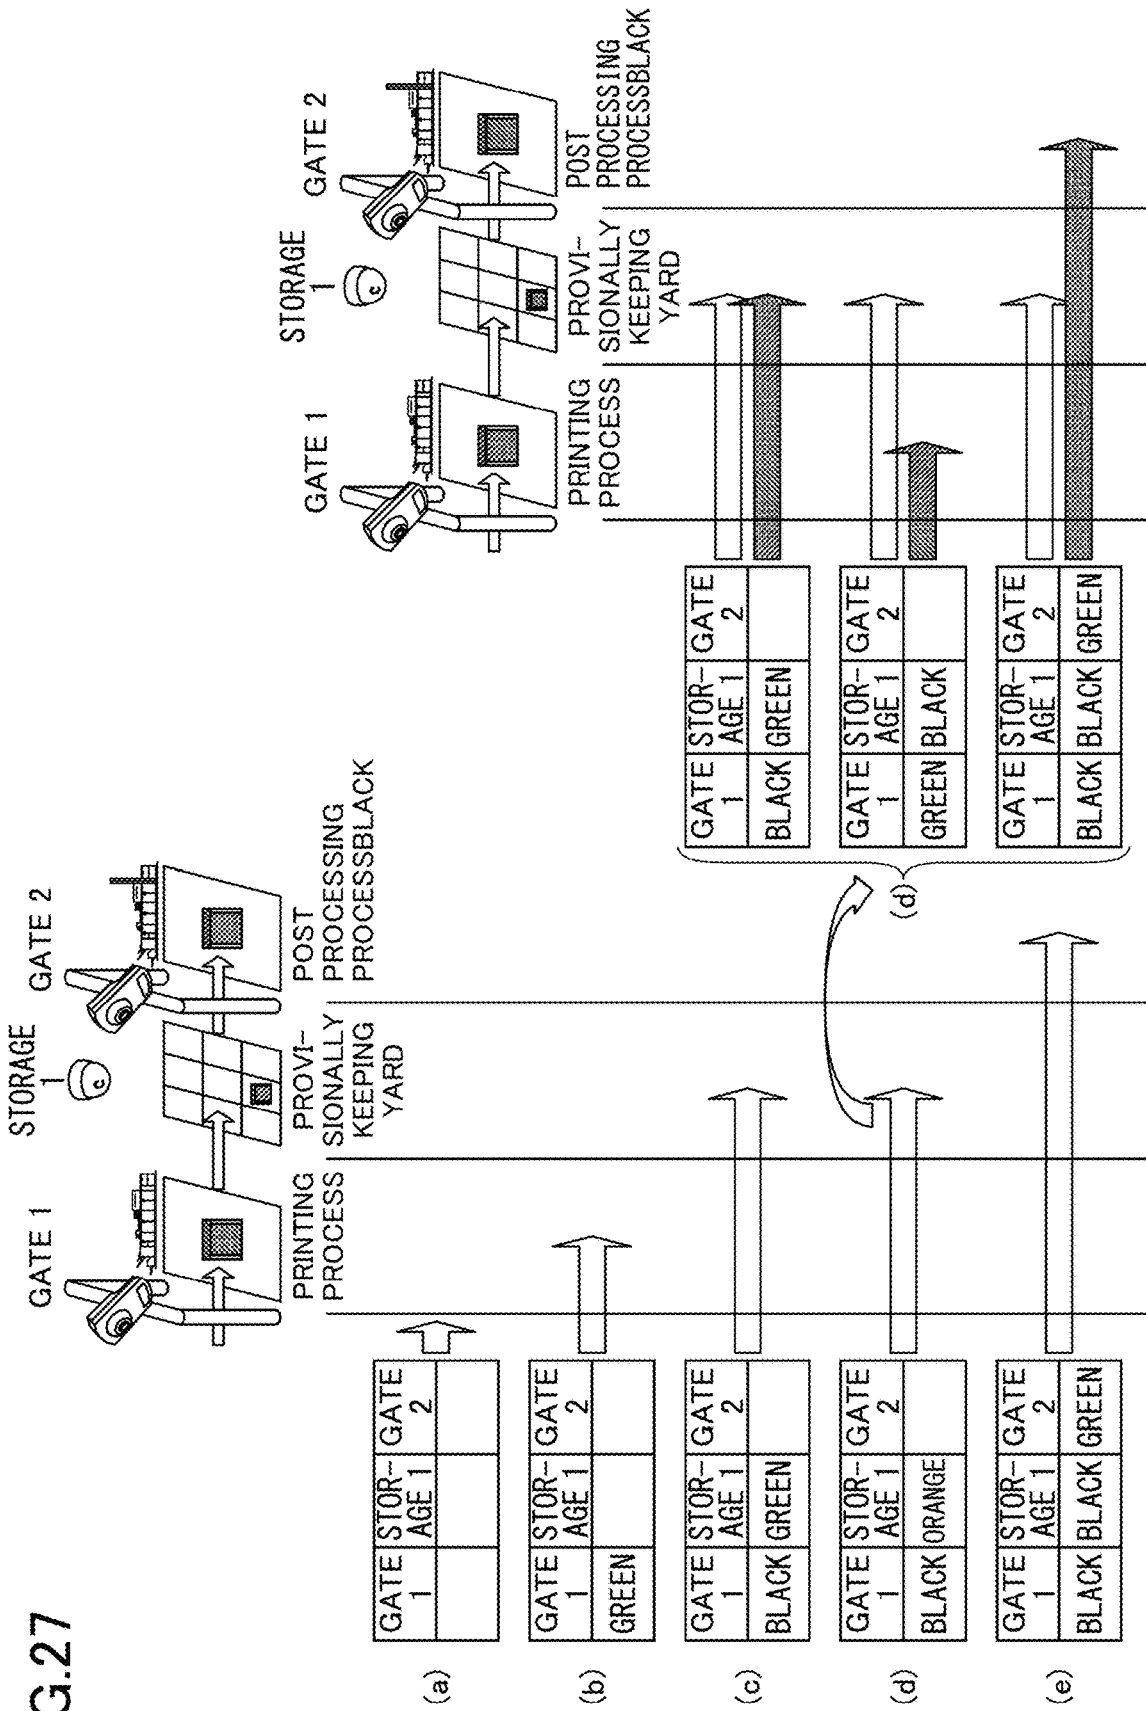 G.27
GATE 1
STORAGE
1
GATE 2
c
PRINTING
PROCESS
PROVI-
SIONALLY
KEEPING
YARD
POST
PROCESSING
PROCESSBLACK
(a)
GATE 1
STOR-
AGE 1
GATE 2
(b)
GATE 1
STOR-
AGE 1
GATE 2
GREEN
(c)
GATE 1
STOR-
AGE 1
GATE 2
BLACK
GREEN
(d)
GATE 1
STOR-
AGE 1
GATE 2
BLACK
ORANGE
(e)
GATE 1
STOR-
AGE 1
GATE 2
BLACK
BLACK
GREEN
GATE 1
STORAGE
1
GATE 2
c
PRINTING
PROCESS
PROVI-
SIONALLY
KEEPING
YARD
POST
PROCESSING
PROCESSBLACK
(d)
GATE 1
STOR-
AGE 1
GATE 2
BLACK
GREEN
GATE 1
STOR-
AGE 1
GATE 2
GREEN
BLACK
GATE 1
STOR-
AGE 1
GATE 2
BLACK
BLACK
GREEN